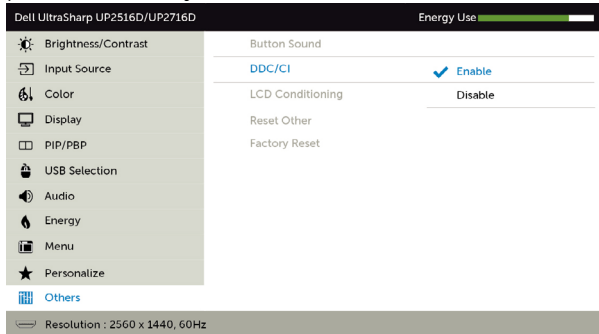 Dell UltraSharp UP2516D/UP2716D Energy Use
Brightness/Contrast Button Sound
Input Source DDC/CI Enable
Color LCD Conditioning Disable
Display Reset Other
PIP/PBP Factory Reset
USB Selection
Audio
Energy
Menu
Personalize
Others
Resolution : 2560 x 1440, 60Hz